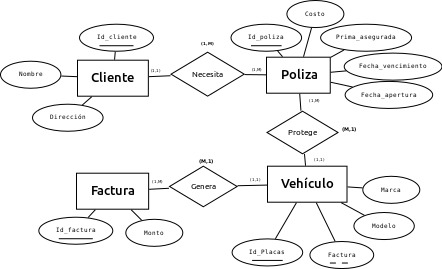 Costo
Id_cliente
Id_poliza
Prima_asegurada
(1,M)
Nombre
Cliente
(1,1)
Necesita
(1,M)
Poliza
Fecha_vencimiento
Fecha_apertura
Dirección
(1,M)
Protege
(M,1)
(M,1)
(1,1)
Factura
(1,M)
Genera
(1,1)
Vehículo
Marca
Id_factura
Monto
Modelo
Id_Placas
Factura